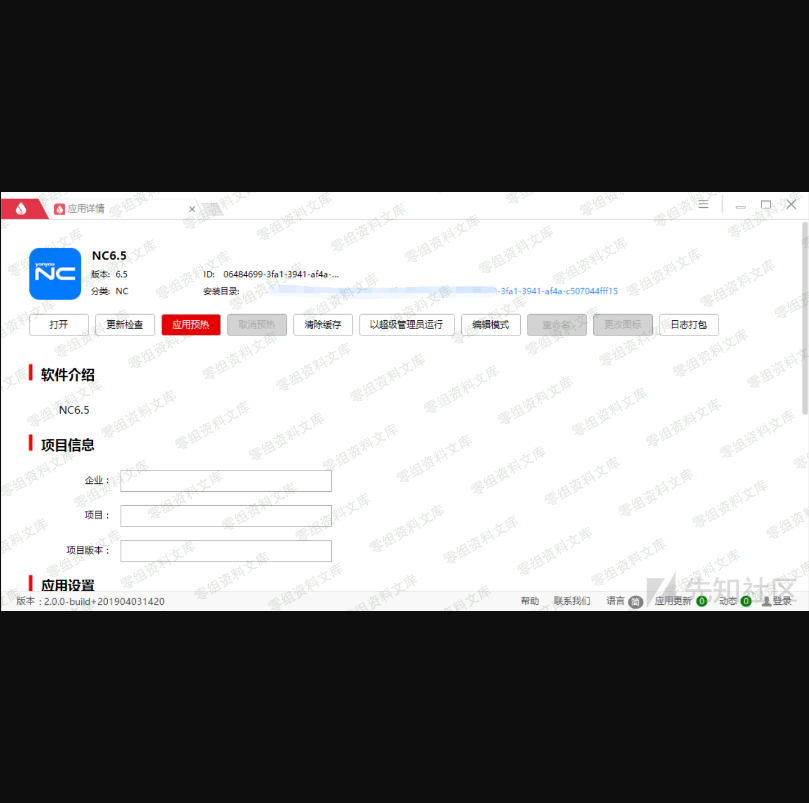 应用详情
NC6.5
版本: 6.5
ID: 06484699-3fa1-3941-af4a-...
分类: NC
安装目录: -3fa1-3941-af4a-c507044fff15
yonyou NC
打开 更新检查 应用预热 取消预热 清除缓存 以超级管理员运行 编辑模式 重命名 更改图标 日志打包
软件介绍
NC6.5
项目信息
企业：
项目：
项目版本：
应用设置
版本：2.0.0-build+201904031420
帮助 联系我们 语言 简 应用更新 0 动态 0 登录
先知社区
零组资料文库